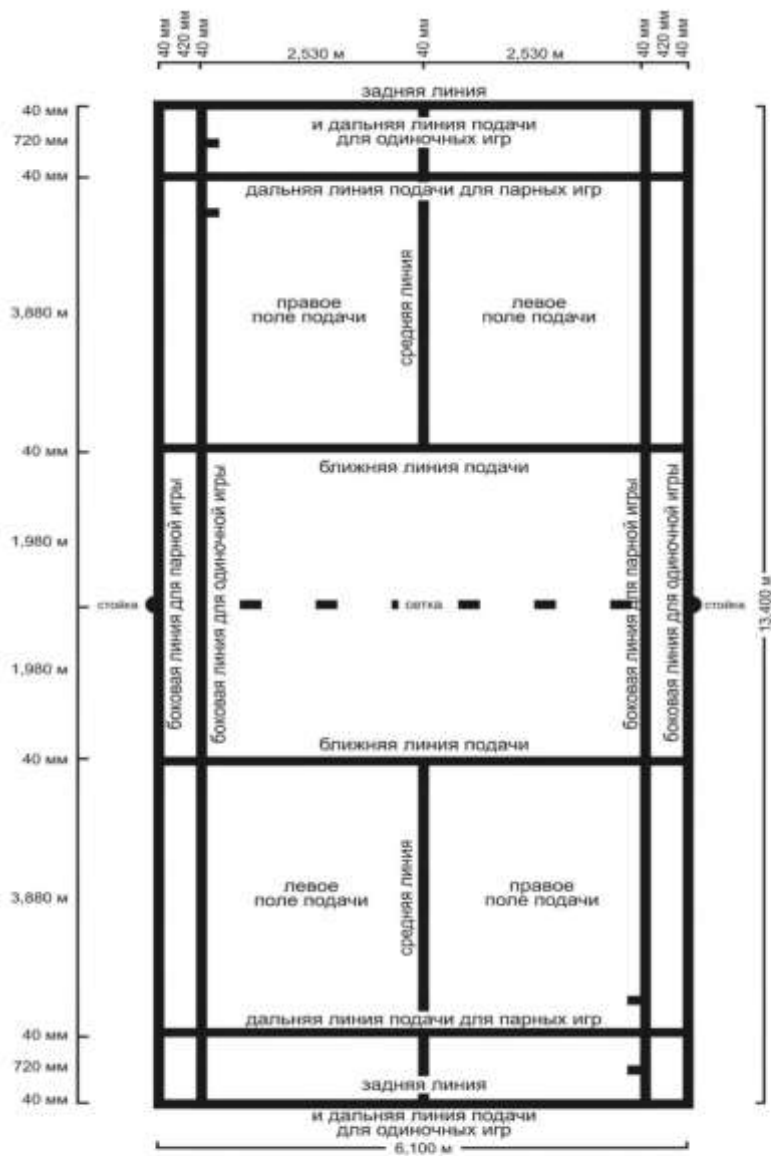 40 мм
420 мм
40 мм
2,530 м
40 мм
2,530 м
40 мм
420 мм
40 мм
задняя линия
40 мм
и дальняя линия подачи
для одиночных игр
720 мм
40 мм
дальняя линия подачи для парных игр
средняя линия
правое
поле подачи
левое
поле подачи
3,880 м
40 мм
ближняя линия подачи
боковая линия для парной игры
боковая линия для одиночной игры
боковая линия для парной игры
боковая линия для одиночной игры
1,980 м
стойка
сетка
стойка
13,400 м
1,980 м
ближняя линия подачи
40 мм
средняя линия
левое
поле подачи
правое
поле подачи
3,880 м
дальняя линия подачи для парных игр
40 мм
720 мм
задняя линия
40 мм
и дальняя линия подачи
для одиночных игр
6,100 м